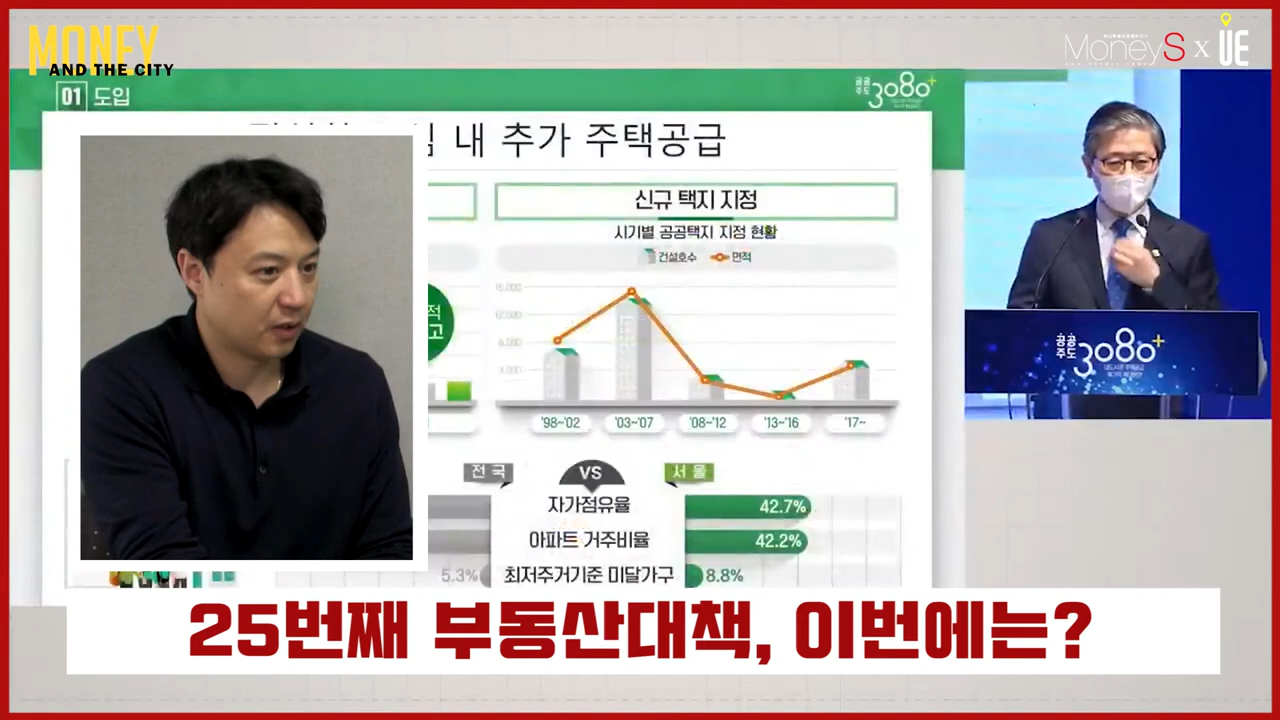 MONEY
AND THE CITY
MoneyS X UE
01 도입
공공주도 3080+
내 추가 주택공급
신규 택지 지정
시기별 공공택지 지정 현황
건설호수 면적
15,000
12,000
8,000
4,000
'98~'02 '03~'07 '08~'12 '13~'16 '17~
적
고
전국 VS 서울
자가점유율 42.7%
아파트 거주비율 42.2%
5.3% 최저주거기준 미달가구 8.8%
공공주도 3080+
25번째 부동산대책, 이번에는?